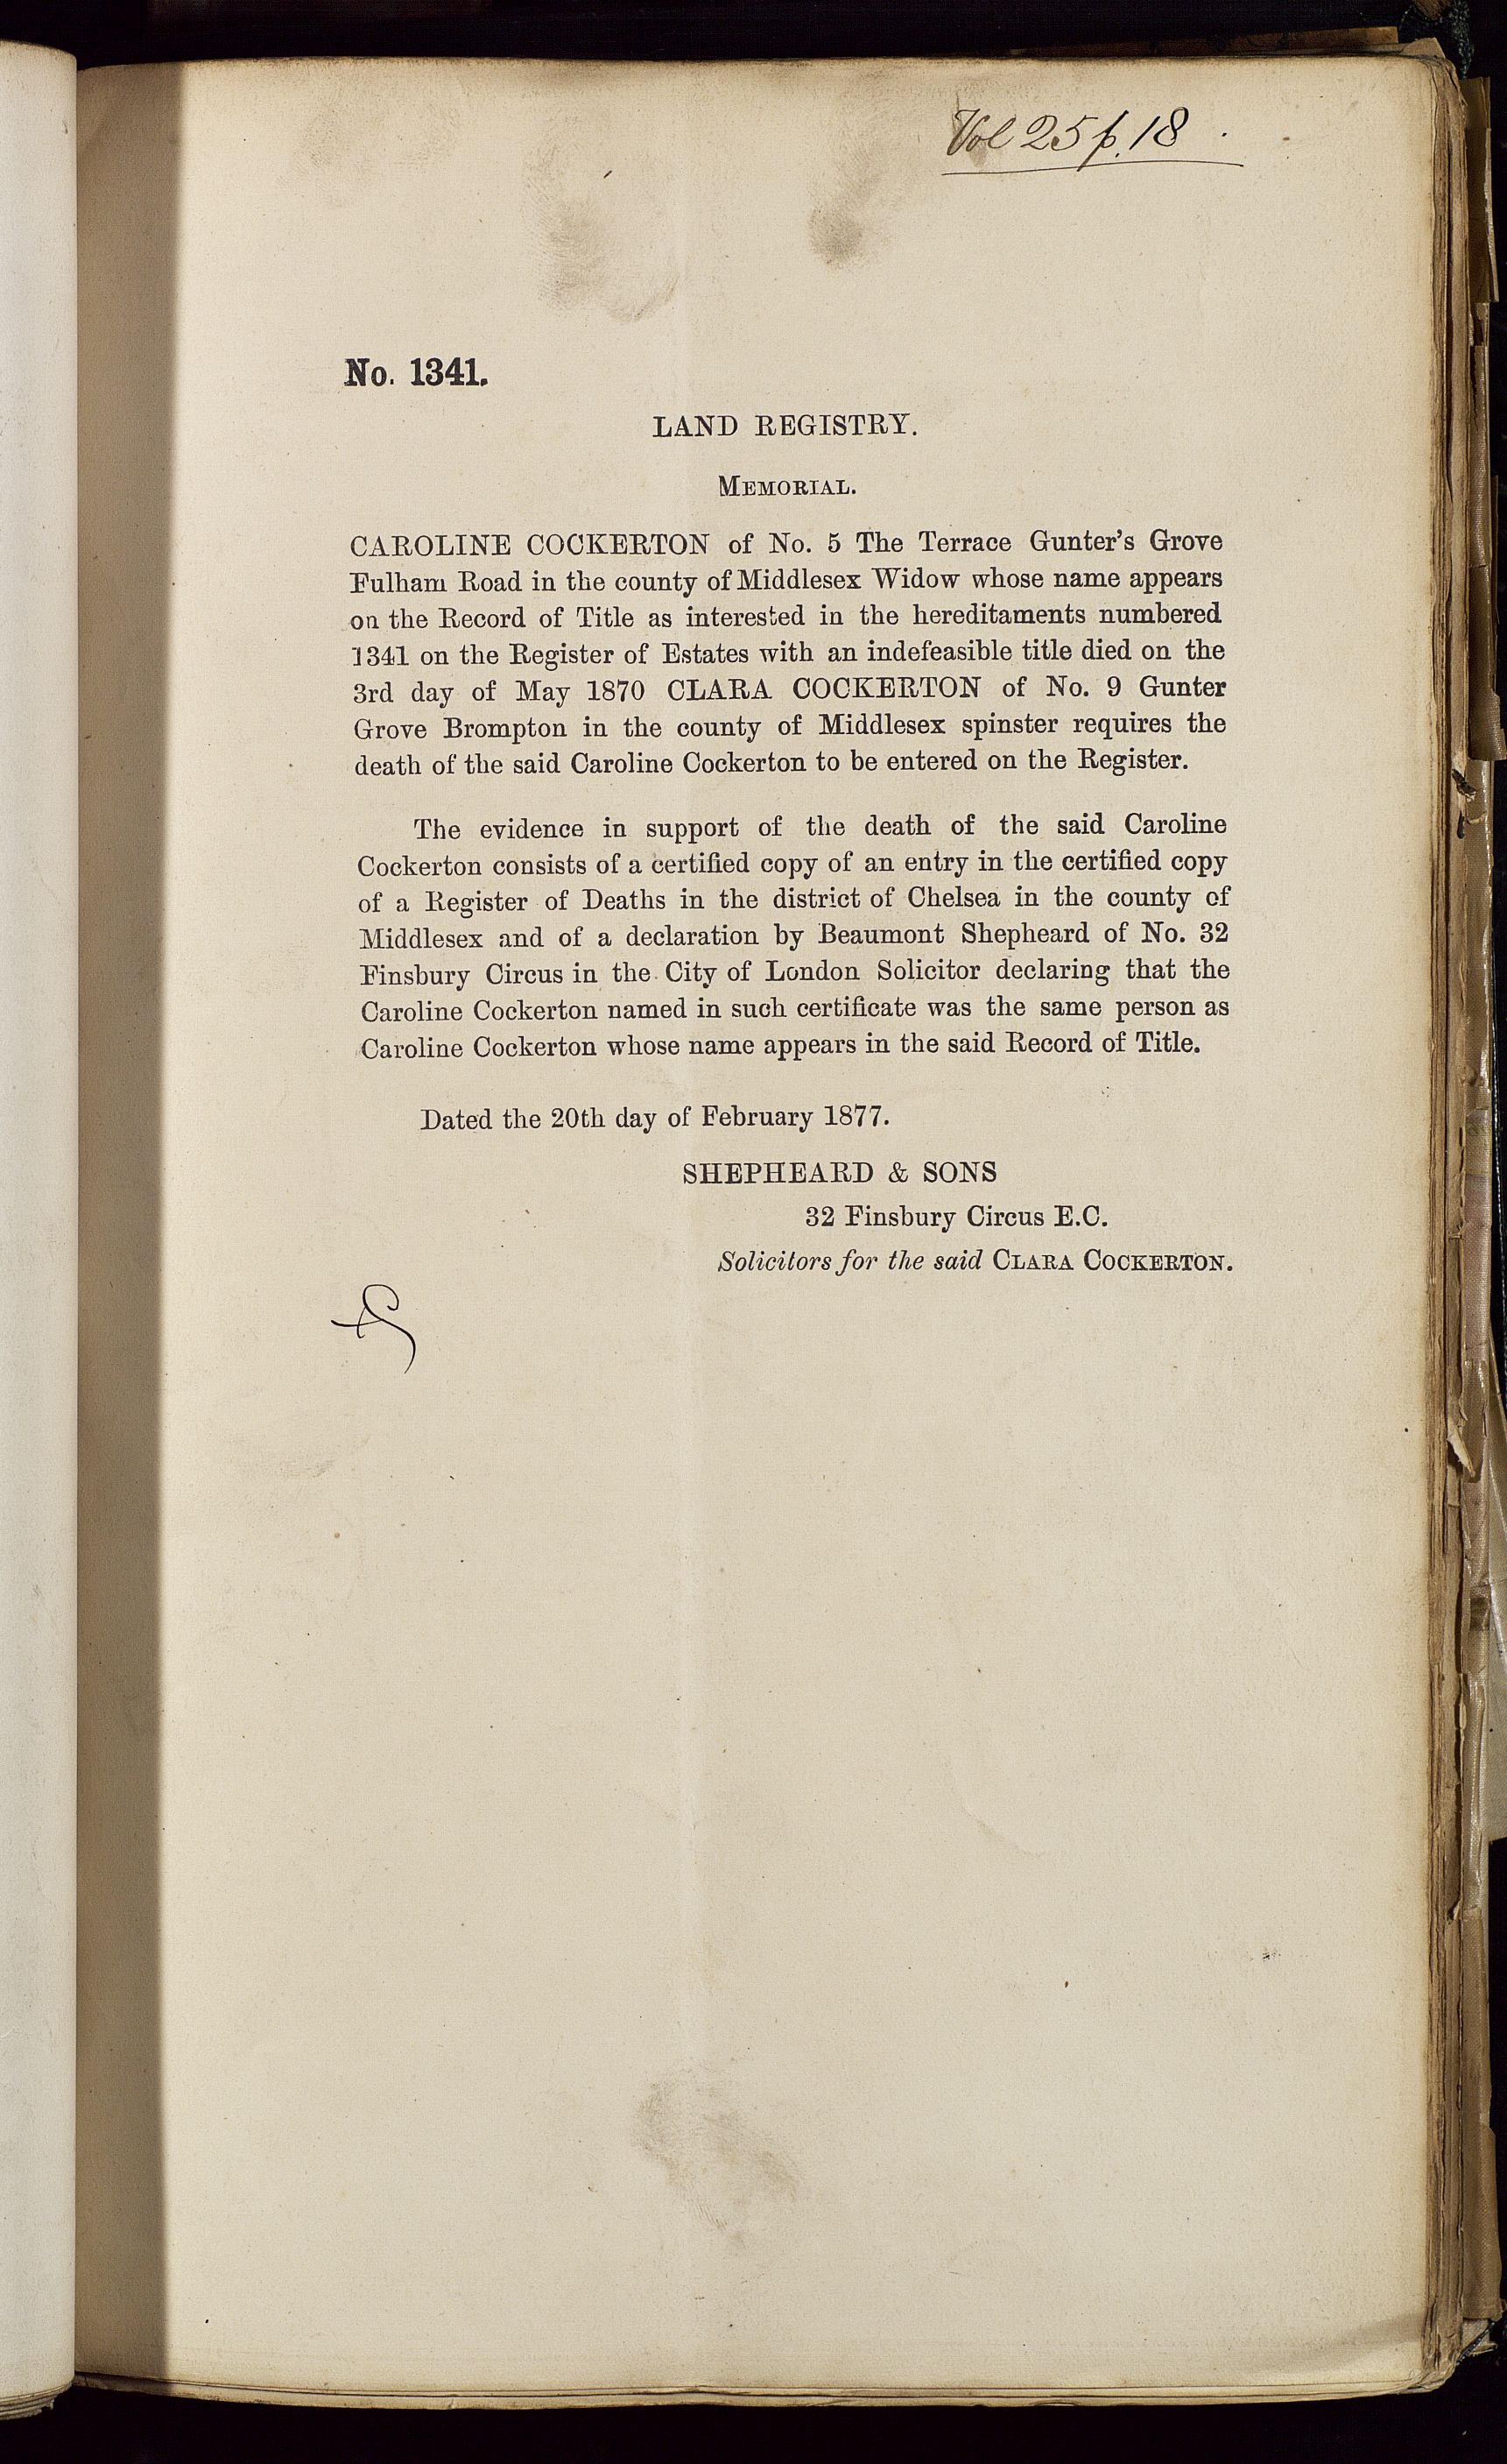 Vol 25 p. 18
No. 1341.
LAND REGISTRY.
MEMORIAL.
CAROLINE COCKERTON of No. 5 The Terrace Gunter's Grove
Fulham Road in the county of Middlesex Widow whose name appears
on the Record of Title as interested in the hereditaments numbered
1341 on the Register of Estates with an indefeasible title died on the
3rd day of May 1870 CLARA COCKERTON of No. 9 Gunter
Grove Brompton in the county of Middlesex spinster requires the
death of the said Caroline Cockerton to be entered on the Register.
The evidence in support of the death of the said Caroline
Cockerton consists of a certified copy of an entry in the certified copy
of a Register of Deaths in the district of Chelsea in the county of
Middlesex and of a declaration by Beaumont Shepheard of No. 32
Finsbury Circus in the City of London Solicitor declaring that the
Caroline Cockerton named in such certificate was the same person as
Caroline Cockerton whose name appears in the said Record of Title.
Dated the 20th day of February 1877.
SHEPHEARD & SONS
32 Finsbury Circus E.C.
Solicitors for the said CLARA COCKERTON.